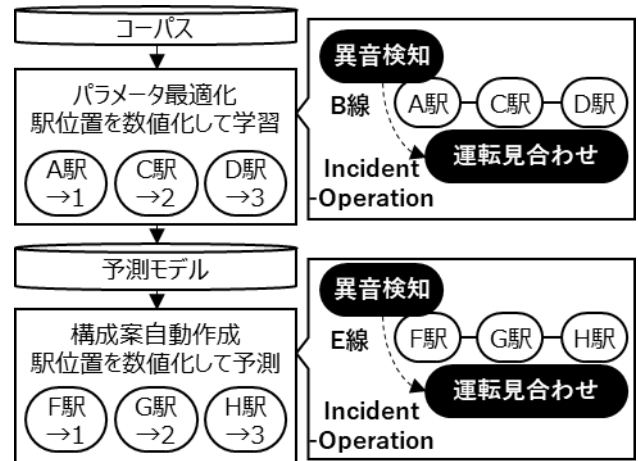 コーパス
パラメータ最適化
駅位置を数値化して学習
A駅
→1
C駅
→2
D駅
→3
異音検知
B線
A駅
C駅
D駅
運転見合わせ
Incident
-Operation
予測モデル
構成案自動作成
駅位置を数値化して予測
F駅
→1
G駅
→2
H駅
→3
異音検知
E線
F駅
G駅
H駅
運転見合わせ
Incident
-Operation